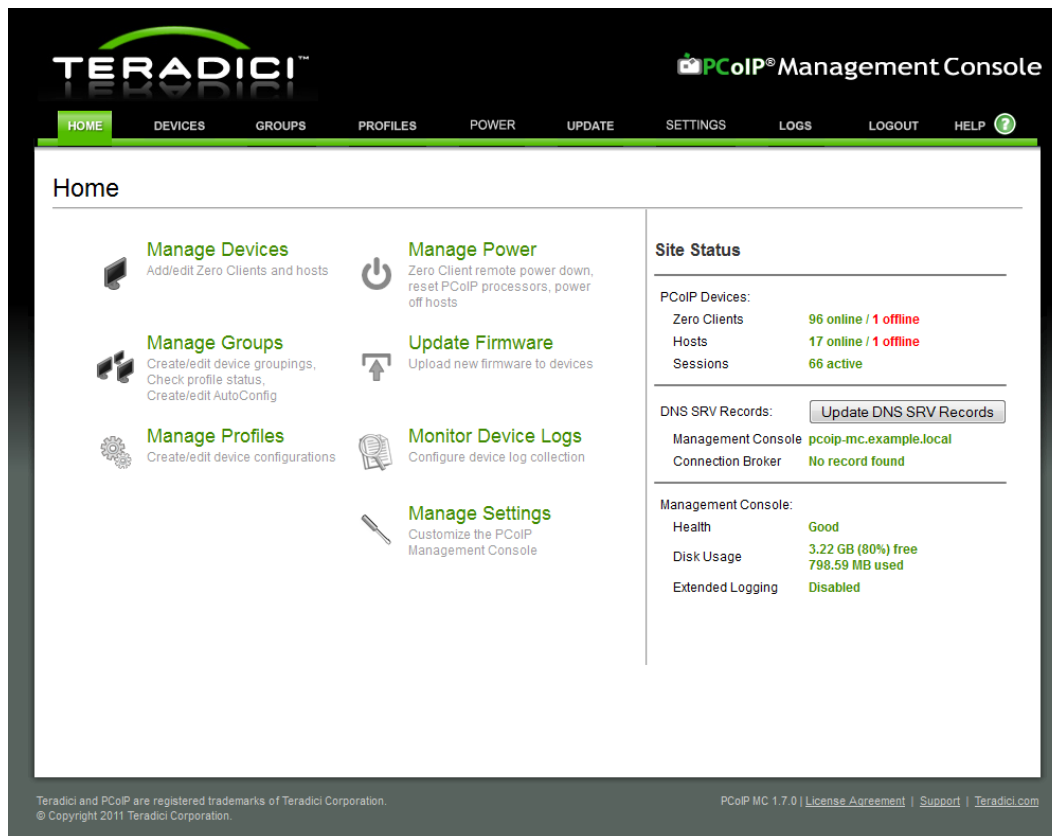 TERADICI™
PCoIP® Management Console
HOME DEVICES GROUPS PROFILES POWER UPDATE SETTINGS LOGS LOGOUT HELP ?
Home
Manage Devices
Add/edit Zero Clients and hosts
Manage Groups
Create/edit device groupings,
Check profile status,
Create/edit AutoConfig
Manage Profiles
Create/edit device configurations
Manage Power
Zero Client remote power down,
reset PCoIP processors, power
off hosts
Update Firmware
Upload new firmware to devices
Monitor Device Logs
Configure device log collection
Manage Settings
Customize the PCoIP
Management Console
Site Status
PCoIP Devices:
Zero Clients 96 online / 1 offline
Hosts 17 online / 1 offline
Sessions 66 active
DNS SRV Records: Update DNS SRV Records
Management Console pcoip-mc.example.local
Connection Broker No record found
Management Console:
Health Good
Disk Usage 3.22 GB (80%) free
798.59 MB used
Extended Logging Disabled
Teradici and PCoIP are registered trademarks of Teradici Corporation.
© Copyright 2011 Teradici Corporation.
PCoIP MC 1.7.0 | License Agreement | Support | Teradici.com